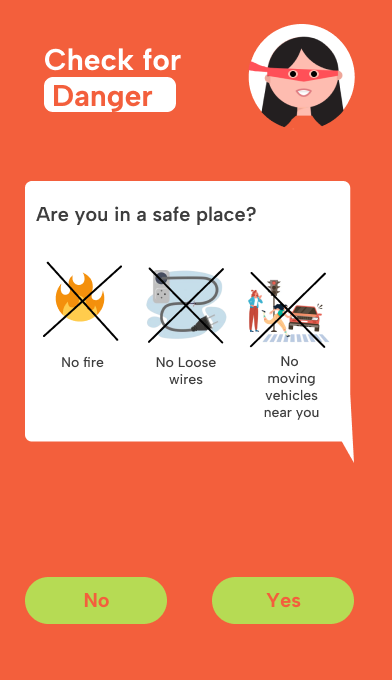 Check for
Danger
Are you in a safe place?
No fire
No Loose
wires
No
moving
vehicles
near you
No
Yes